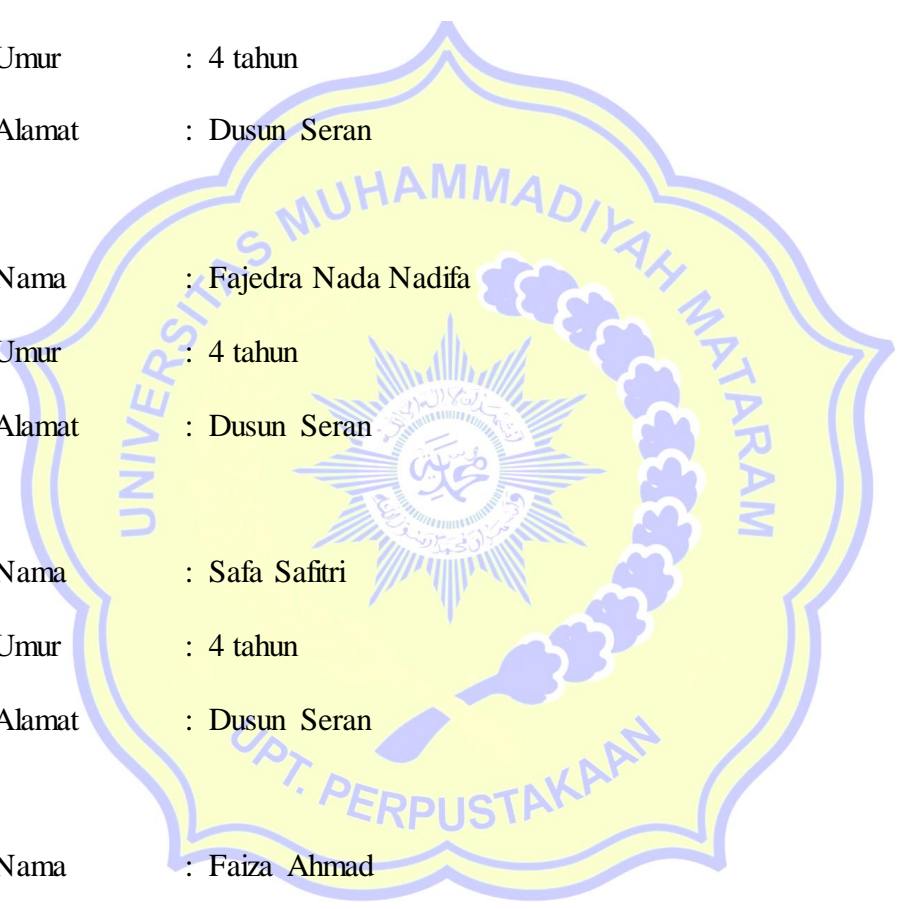 Umur : 4 tahun
Alamat : Dusun Seran
UNIVERSITAS MUHAMMADIYAH MATARAM
Nama : Fajedra Nada Nadifa
Umur : 4 tahun
Alamat : Dusun Seran
Nama : Safa Safitri
Umur : 4 tahun
Alamat : Dusun Seran
UPT. PERPUSTAKAAN
Nama : Faiza Ahmad